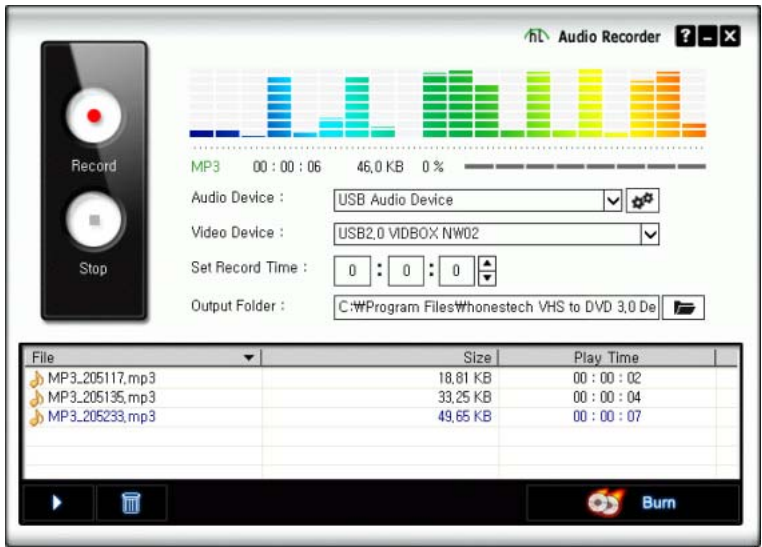 Audio Recorder ? – X
Record
MP3 00 : 00 : 06 46,0 KB 0 %
Audio Device : USB Audio Device
Video Device : USB2,0 VIDBOX NW02
Stop
Set Record Time : 0 : 0 : 0
Output Folder : C:₩Program Files₩honestech VHS to DVD 3,0 De
File Size Play Time
MP3_205117,mp3 18,81 KB 00 : 00 : 02
MP3_205135,mp3 33,25 KB 00 : 00 : 04
MP3_205233,mp3 49,65 KB 00 : 00 : 07
Burn